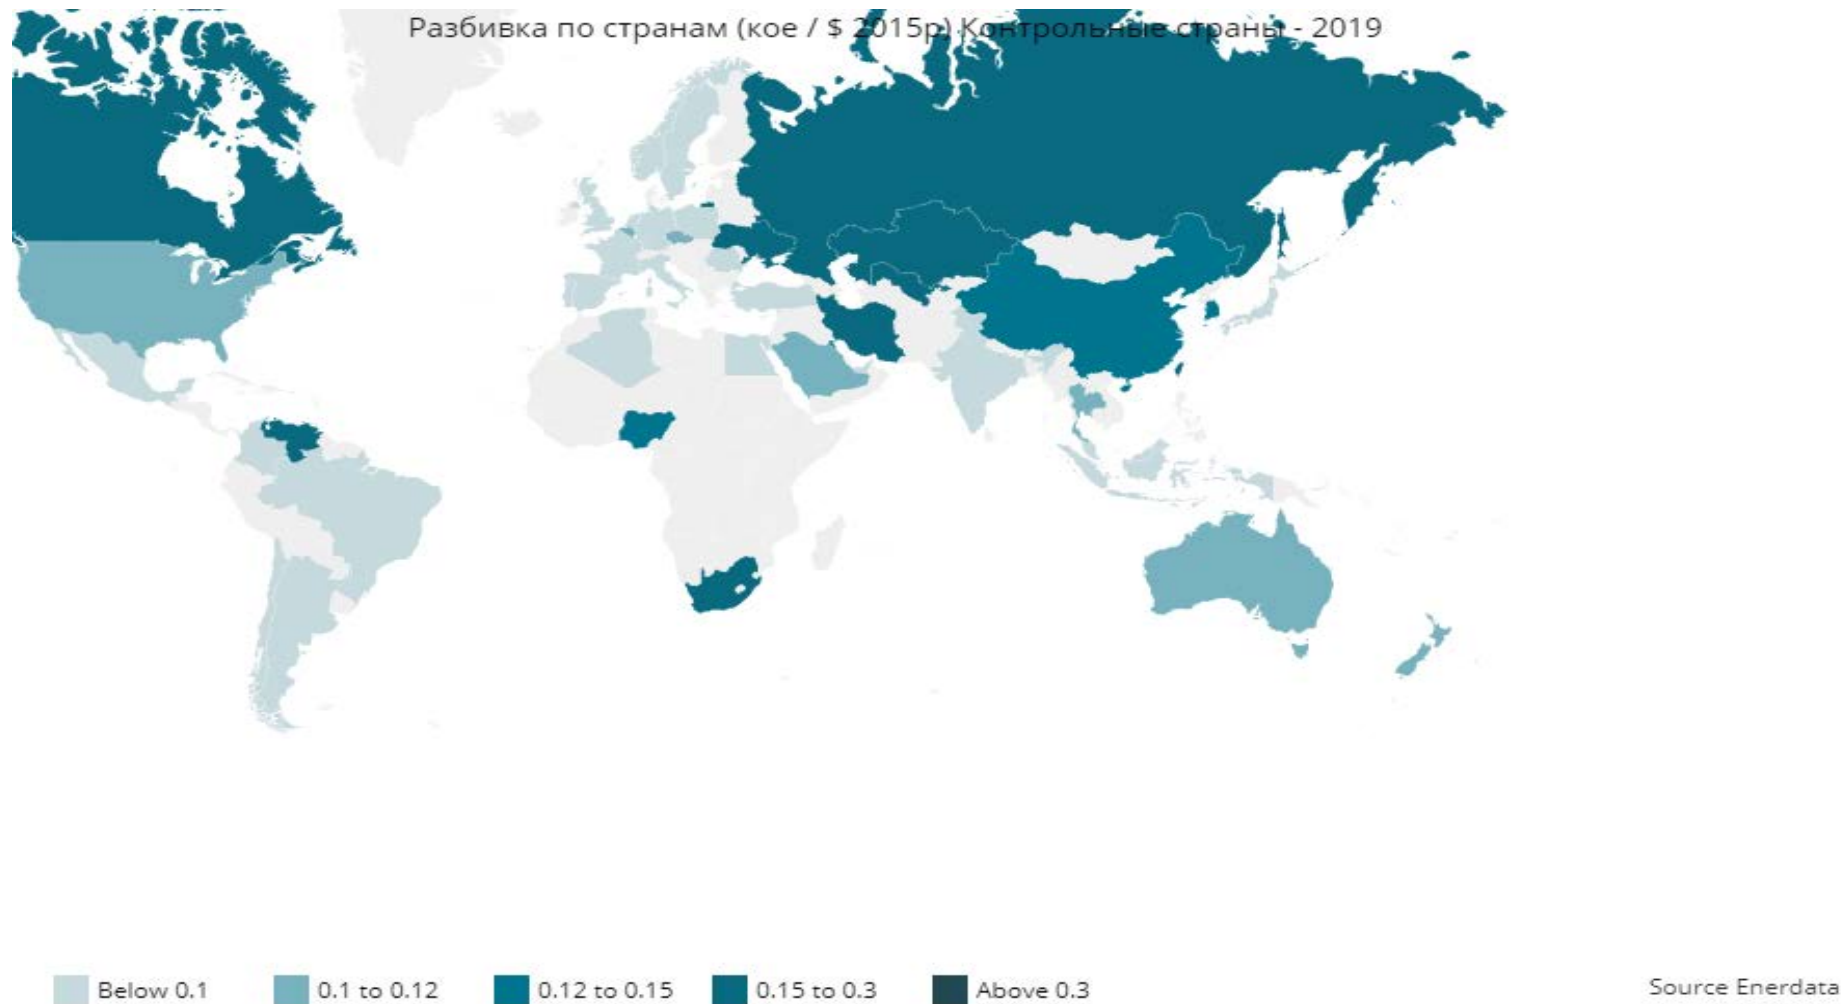 Разбивка по странам (кое / $ 2015р) Контрольные страны - 2019
Below 0.1
0.1 to 0.12
0.12 to 0.15
0.15 to 0.3
Above 0.3
Source Enerdata